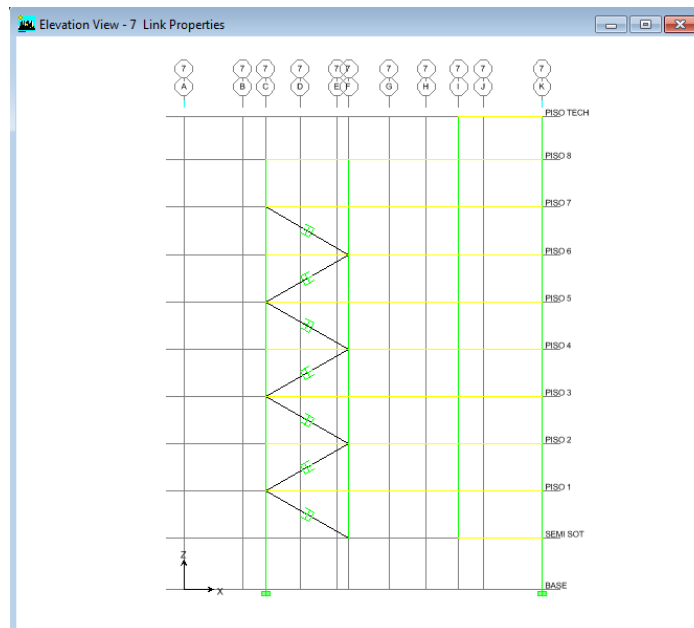 Elevation View - 7 Link Properties
7 7 7 7 7 7 7 7 7 7 7
A B C D E F G H I J K
PISO TECH
PISO 8
PISO 7
PISO 6
PISO 5
PISO 4
PISO 3
PISO 2
PISO 1
SEMI SOT
Z
X
BASE